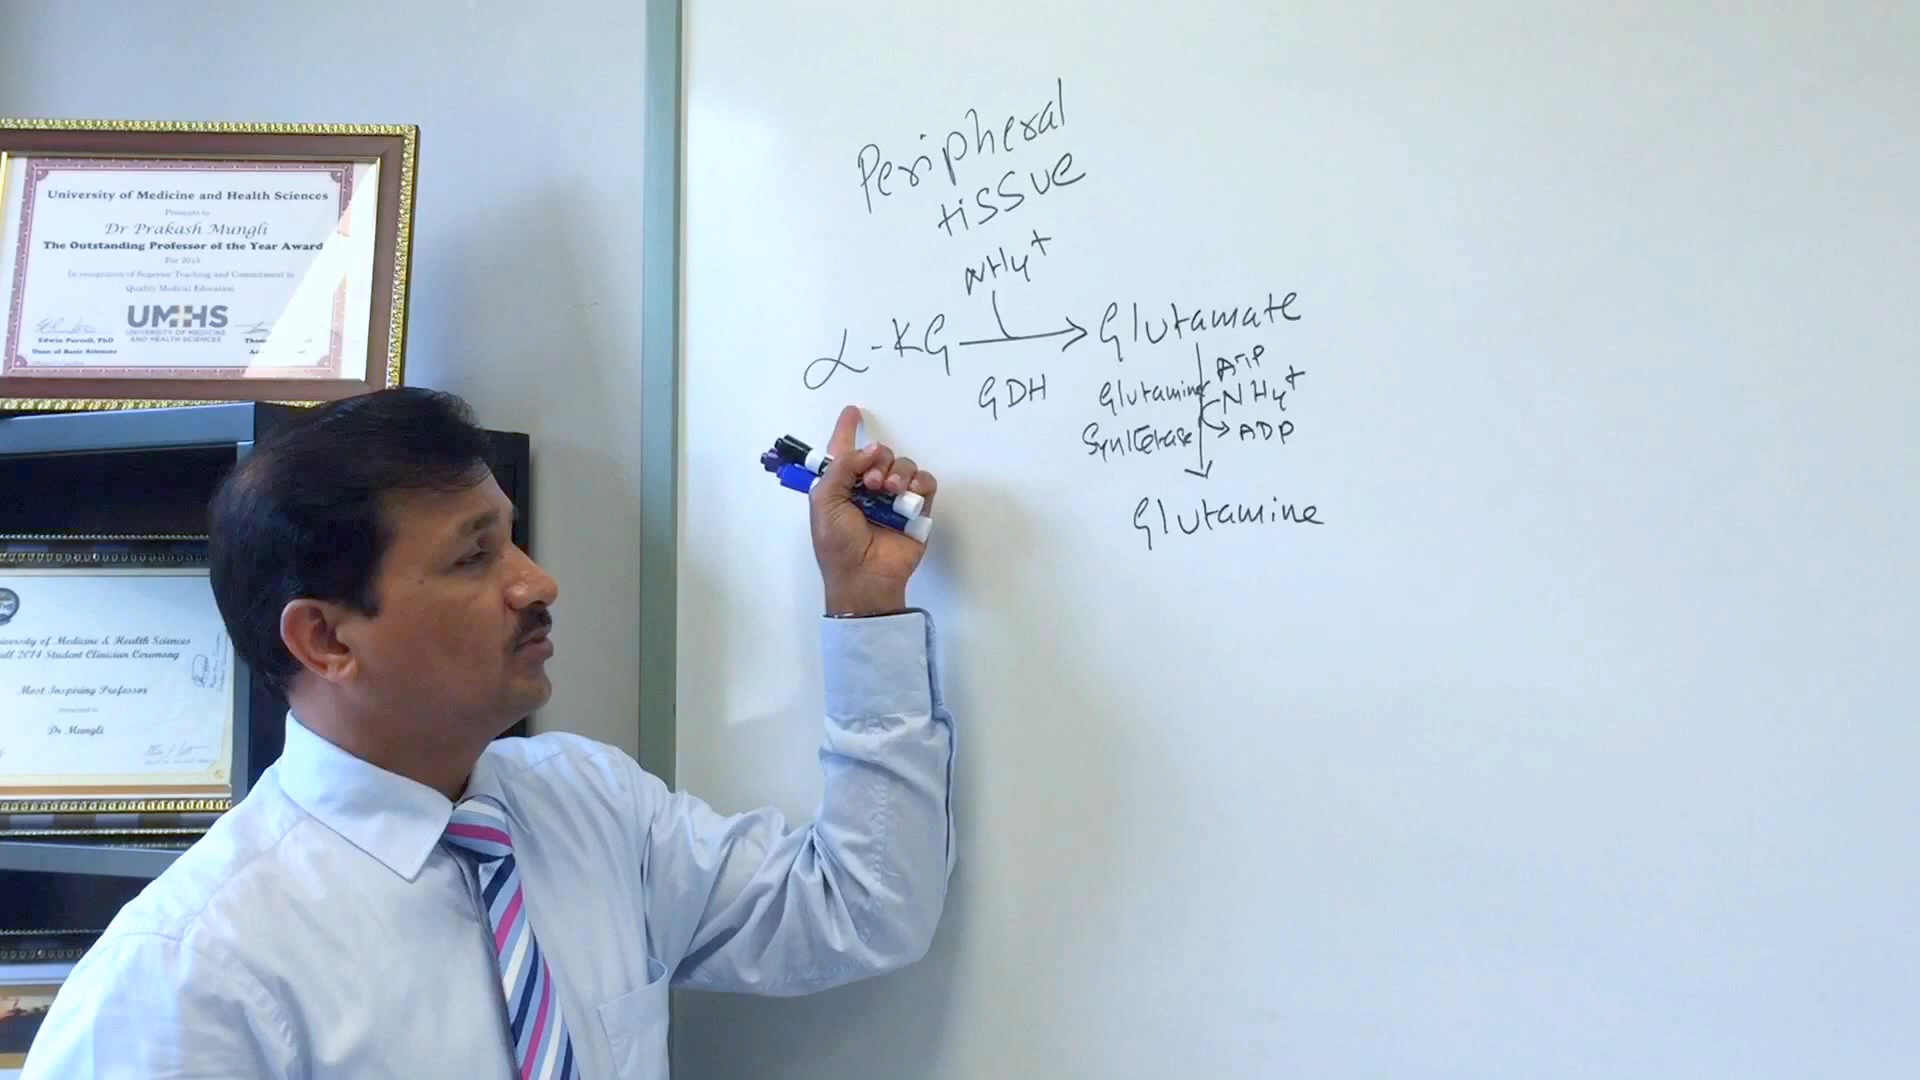 University of Medicine and Health Sciences
Presents to
Dr Prakash Mungli
The Outstanding Professor of the Year Award
For 2015
In recognition of Superior Teaching and Commitment to
Quality Medical Education
UMHS
UNIVERSITY OF MEDICINE
AND HEALTH SCIENCES
Edwin Purcell, PhD
Dean of Basic Sciences
University of Medicine & Health Sciences
Fall 2014 Student Clinician Ceremony
Most Inspiring Professor
presented to
Dr Mungli
Peripheral
tissue
NH4+
α-KG → Glutamate
GDH
ATP
Glutamine NH4+
Synthetase ADP
Glutamine